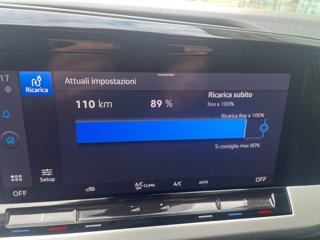 17
Ricarica
Attuali impostazioni
110 km
89 %
Ricarica subito
fino a 100%
Ricarica fino a 100%
Si consiglia max 80%
Setup
OFF
A/C
OFF CLIMA
A/C
AUTO
OFF